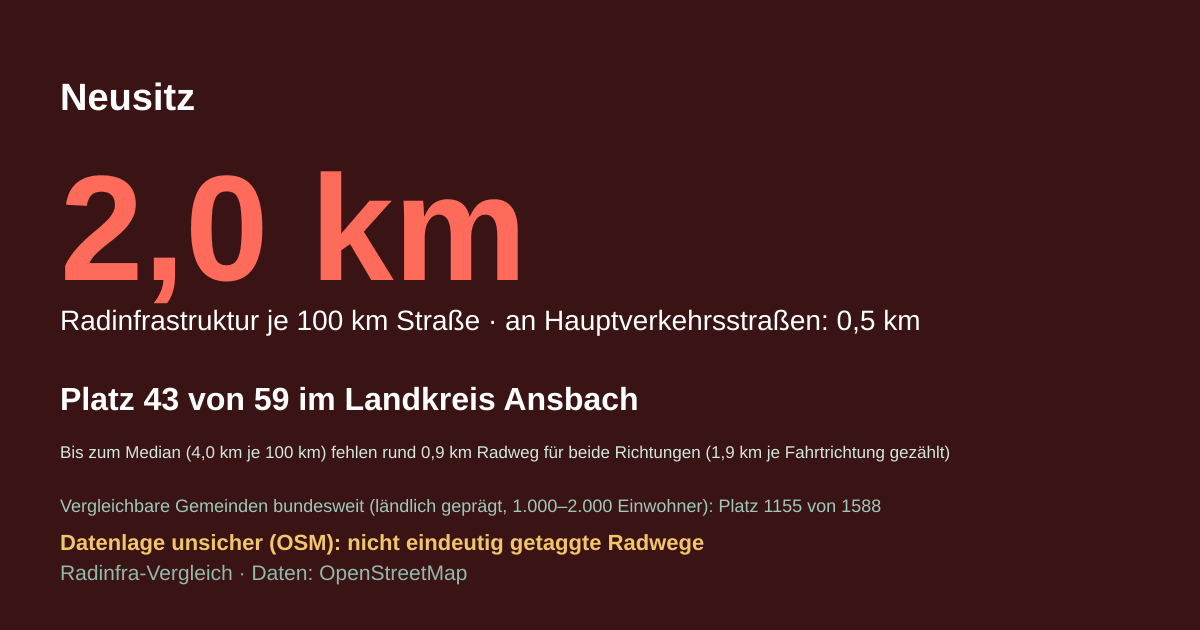 Neusitz
2,0 km
Radinfrastruktur je 100 km Straße · an Hauptverkehrsstraßen: 0,5 km
Platz 43 von 59 im Landkreis Ansbach
Bis zum Median (4,0 km je 100 km) fehlen rund 0,9 km Radweg für beide Richtungen (1,9 km je Fahrtrichtung gezählt)
Vergleichbare Gemeinden bundesweit (ländlich geprägt, 1.000–2.000 Einwohner): Platz 1155 von 1588
Datenlage unsicher (OSM): nicht eindeutig getaggte Radwege
Radinfra-Vergleich · Daten: OpenStreetMap